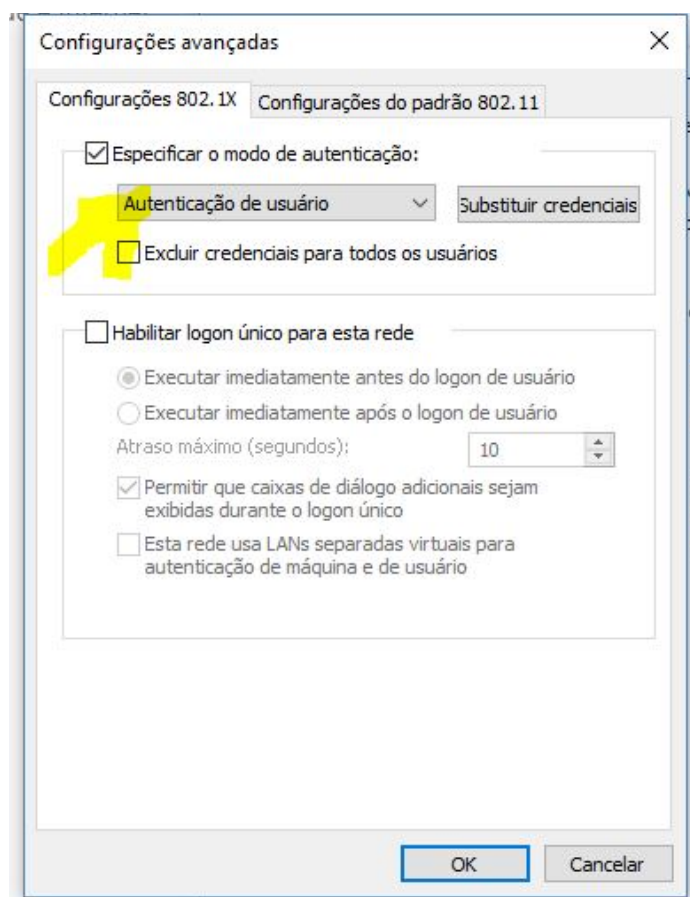 Configurações avançadas
Configurações 802.1X
Configurações do padrão 802.11
Especificar o modo de autenticação:
Autenticação de usuário
Substituir credenciais
Excluir credenciais para todos os usuários
Habilitar logon único para esta rede
Executar imediatamente antes do logon de usuário
Executar imediatamente após o logon de usuário
Atraso máximo (segundos):
10
Permitir que caixas de diálogo adicionais sejam
exibidas durante o logon único
Esta rede usa LANs separadas virtuais para
autenticação de máquina e de usuário
OK
Cancelar